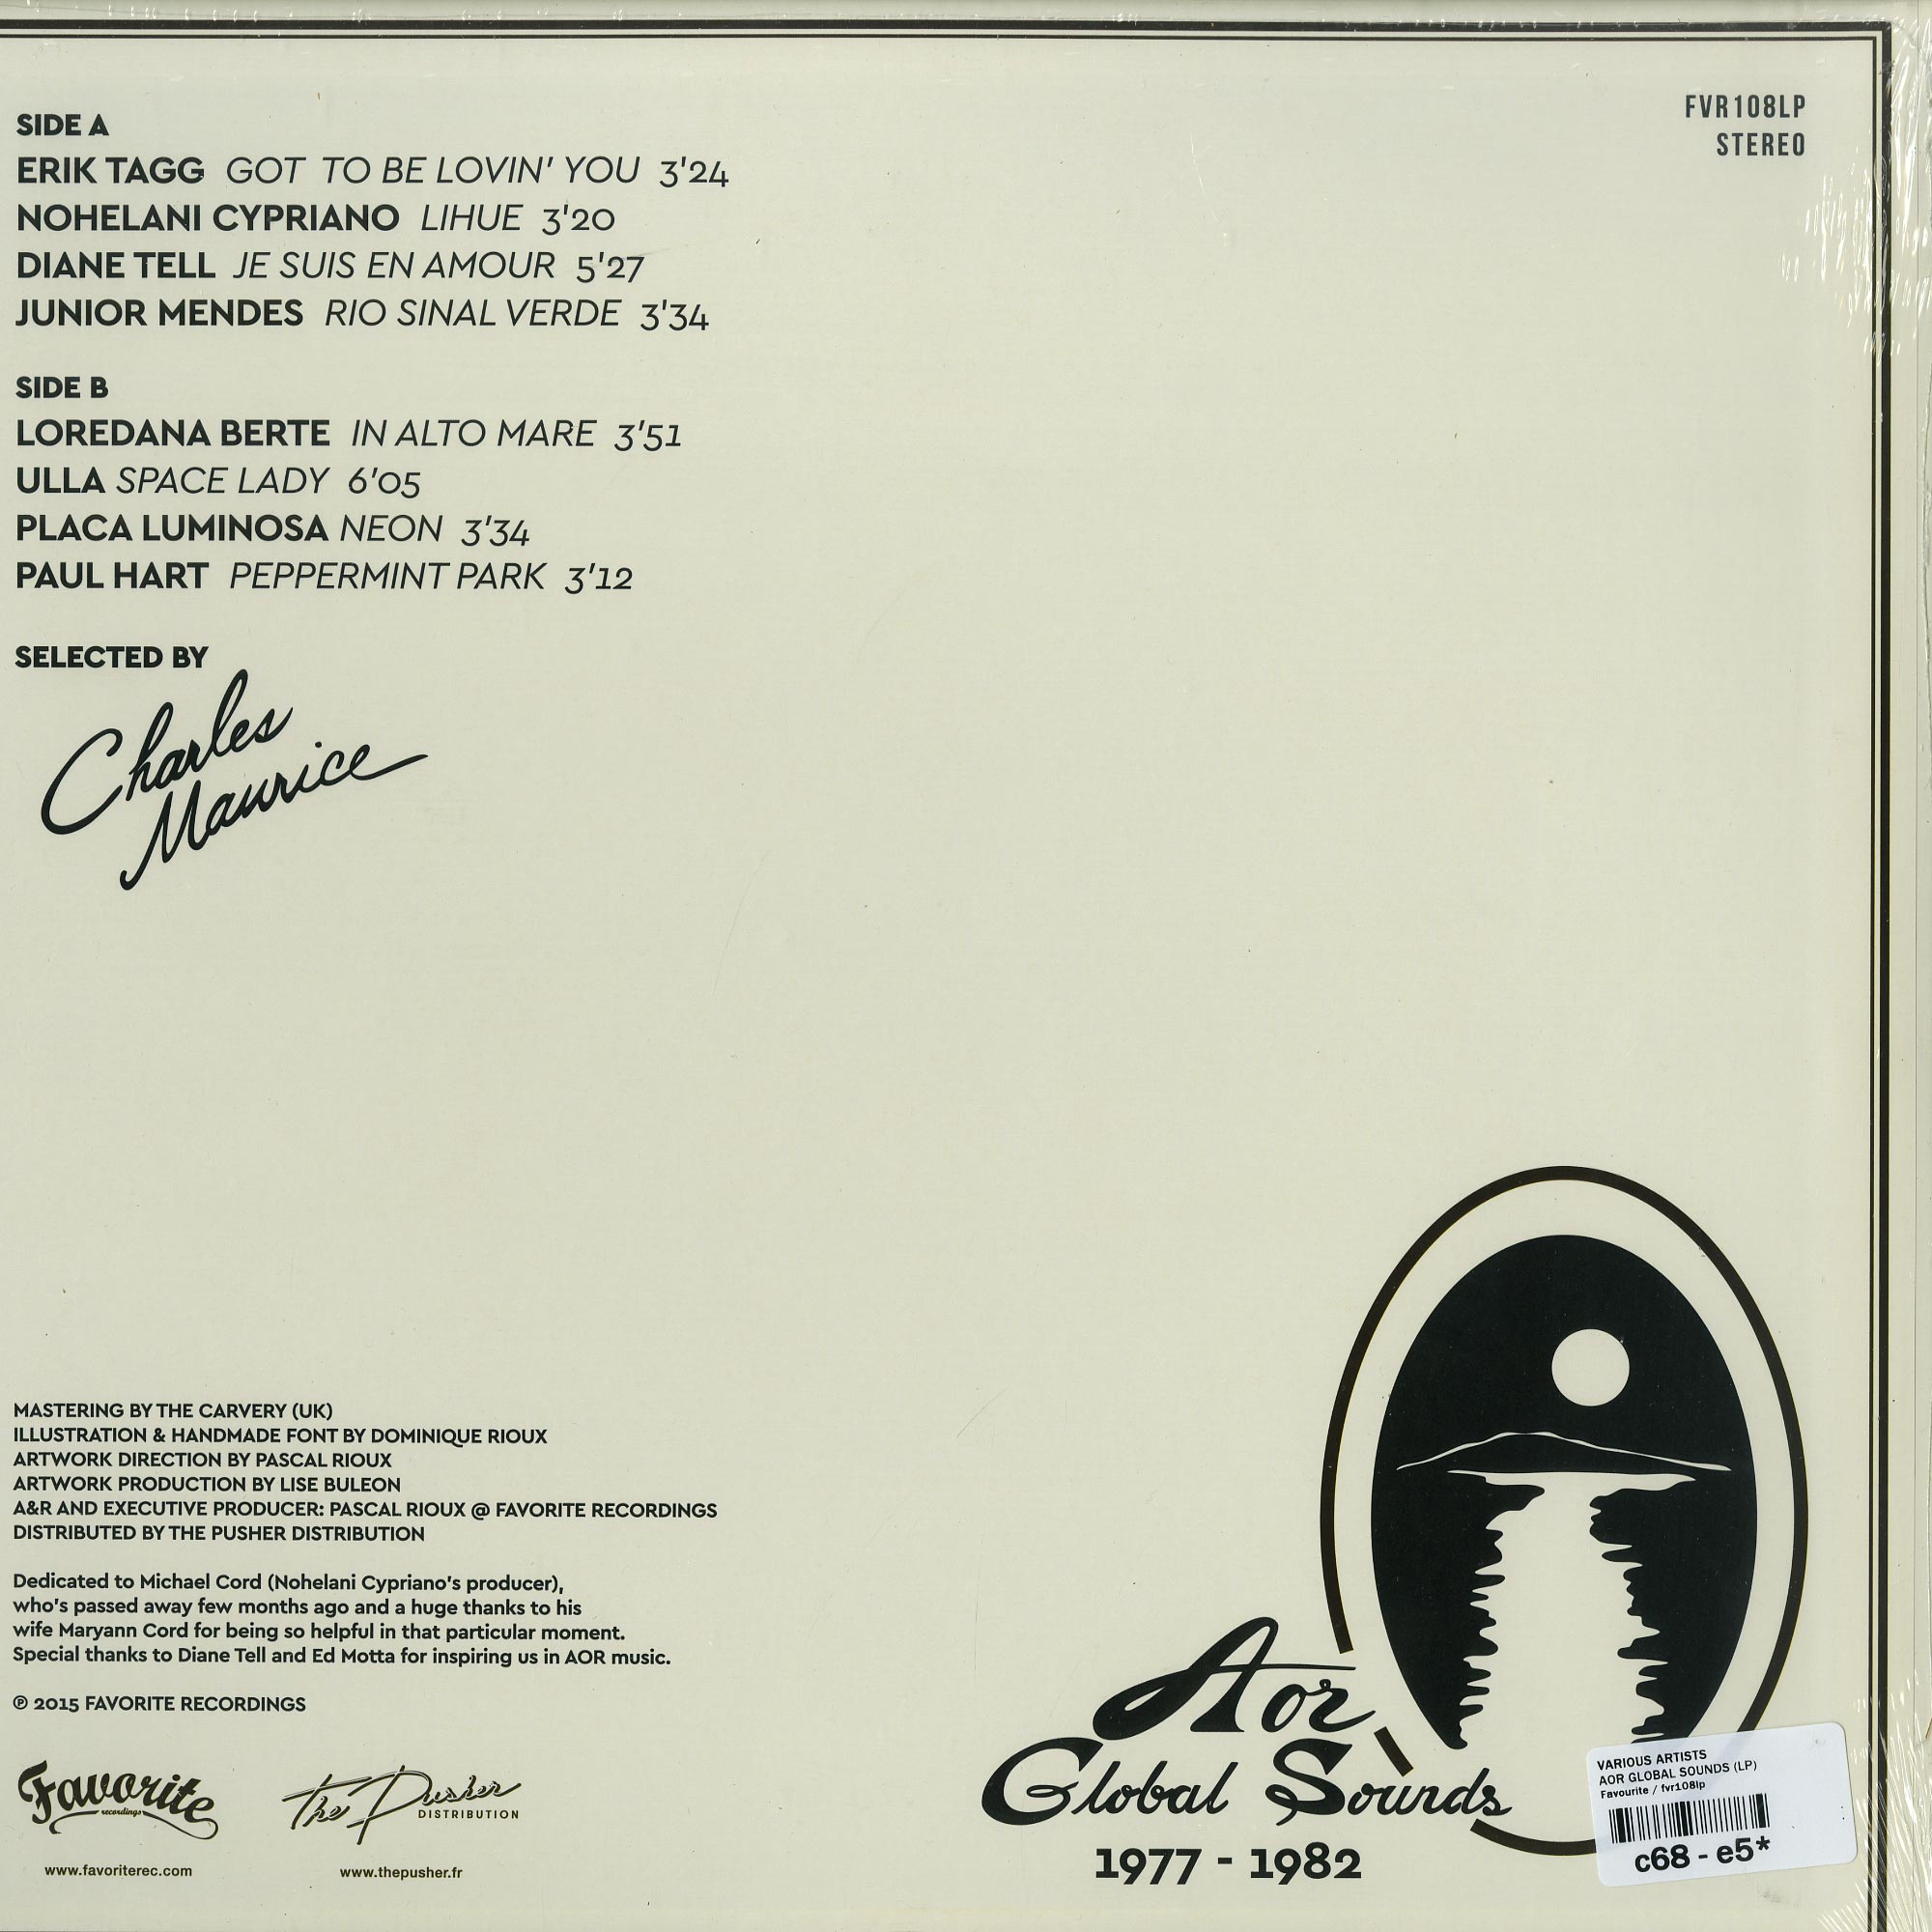 FVR108LP
STEREO
SIDE A
ERIK TAGG GOT TO BE LOVIN' YOU 3'24
NOHELANI CYPRIANO LIHUE 3'20
DIANE TELL JE SUIS EN AMOUR 5'27
JUNIOR MENDES RIO SINAL VERDE 3'34
SIDE B
LOREDANA BERTE IN ALTO MARE 3'51
ULLA SPACE LADY 6'05
PLACA LUMINOSA NEON 3'34
PAUL HART PEPPERMINT PARK 3'12
SELECTED BY
Charles
Maurice
MASTERING BY THE CARVERY (UK)
ILLUSTRATION & HANDMADE FONT BY DOMINIQUE RIOUX
ARTWORK DIRECTION BY PASCAL RIOUX
ARTWORK PRODUCTION BY LISE BULEON
A&R AND EXECUTIVE PRODUCER: PASCAL RIOUX @ FAVORITE RECORDINGS
DISTRIBUTED BY THE PUSHER DISTRIBUTION
Dedicated to Michael Cord (Nohelani Cypriano's producer),
who's passed away few months ago and a huge thanks to his
wife Maryann Cord for being so helpful in that particular moment.
Special thanks to Diane Tell and Ed Motta for inspiring us in AOR music.
℗ 2015 FAVORITE RECORDINGS
Favorite
recordings
www.favoriterec.com
The Pusher
DISTRIBUTION
www.thepusher.fr
Aor
Global Sounds
1977 - 1982
VARIOUS ARTISTS
AOR GLOBAL SOUNDS (LP)
Favourite / fvr108lp
c68 - e5*